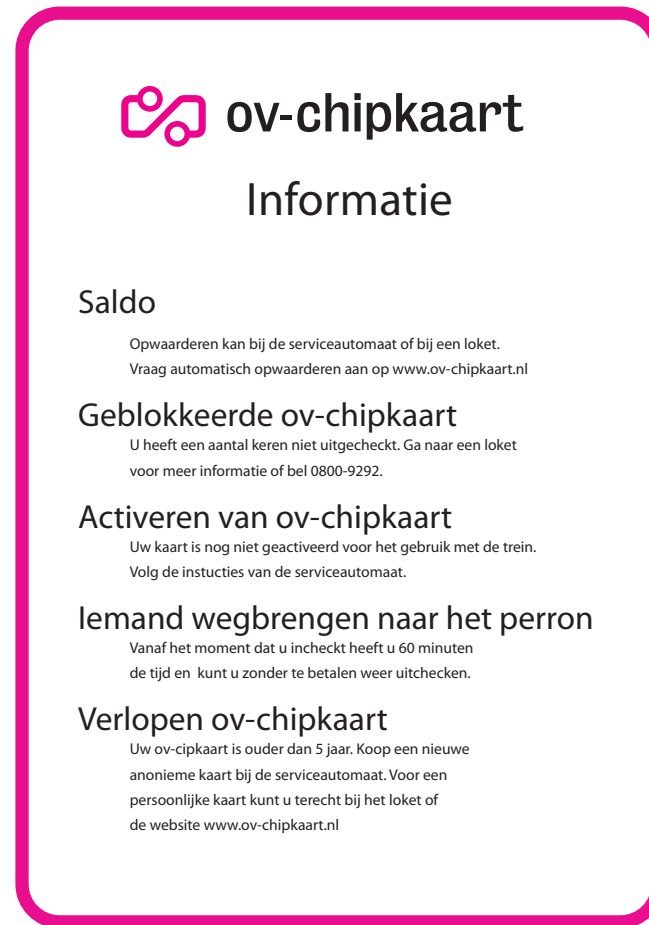 ov-chipkaart
Informatie
Saldo
Opwaarderen kan bij de serviceautomaat of bij een loket.
Vraag automatisch opwaarderen aan op www.ov-chipkaart.nl
Geblokkeerde ov-chipkaart
U heeft een aantal keren niet uitgecheckt. Ga naar een loket
voor meer informatie of bel 0800-9292.
Activeren van ov-chipkaart
Uw kaart is nog niet geactiveerd voor het gebruik met de trein.
Volg de instucties van de serviceautomaat.
Iemand wegbrengen naar het perron
Vanaf het moment dat u incheckt heeft u 60 minuten
de tijd en  kunt u zonder te betalen weer uitchecken.
Verlopen ov-chipkaart
Uw ov-cipkaart is ouder dan 5 jaar. Koop een nieuwe
anonieme kaart bij de serviceautomaat. Voor een
persoonlijke kaart kunt u terecht bij het loket of
de website www.ov-chipkaart.nl